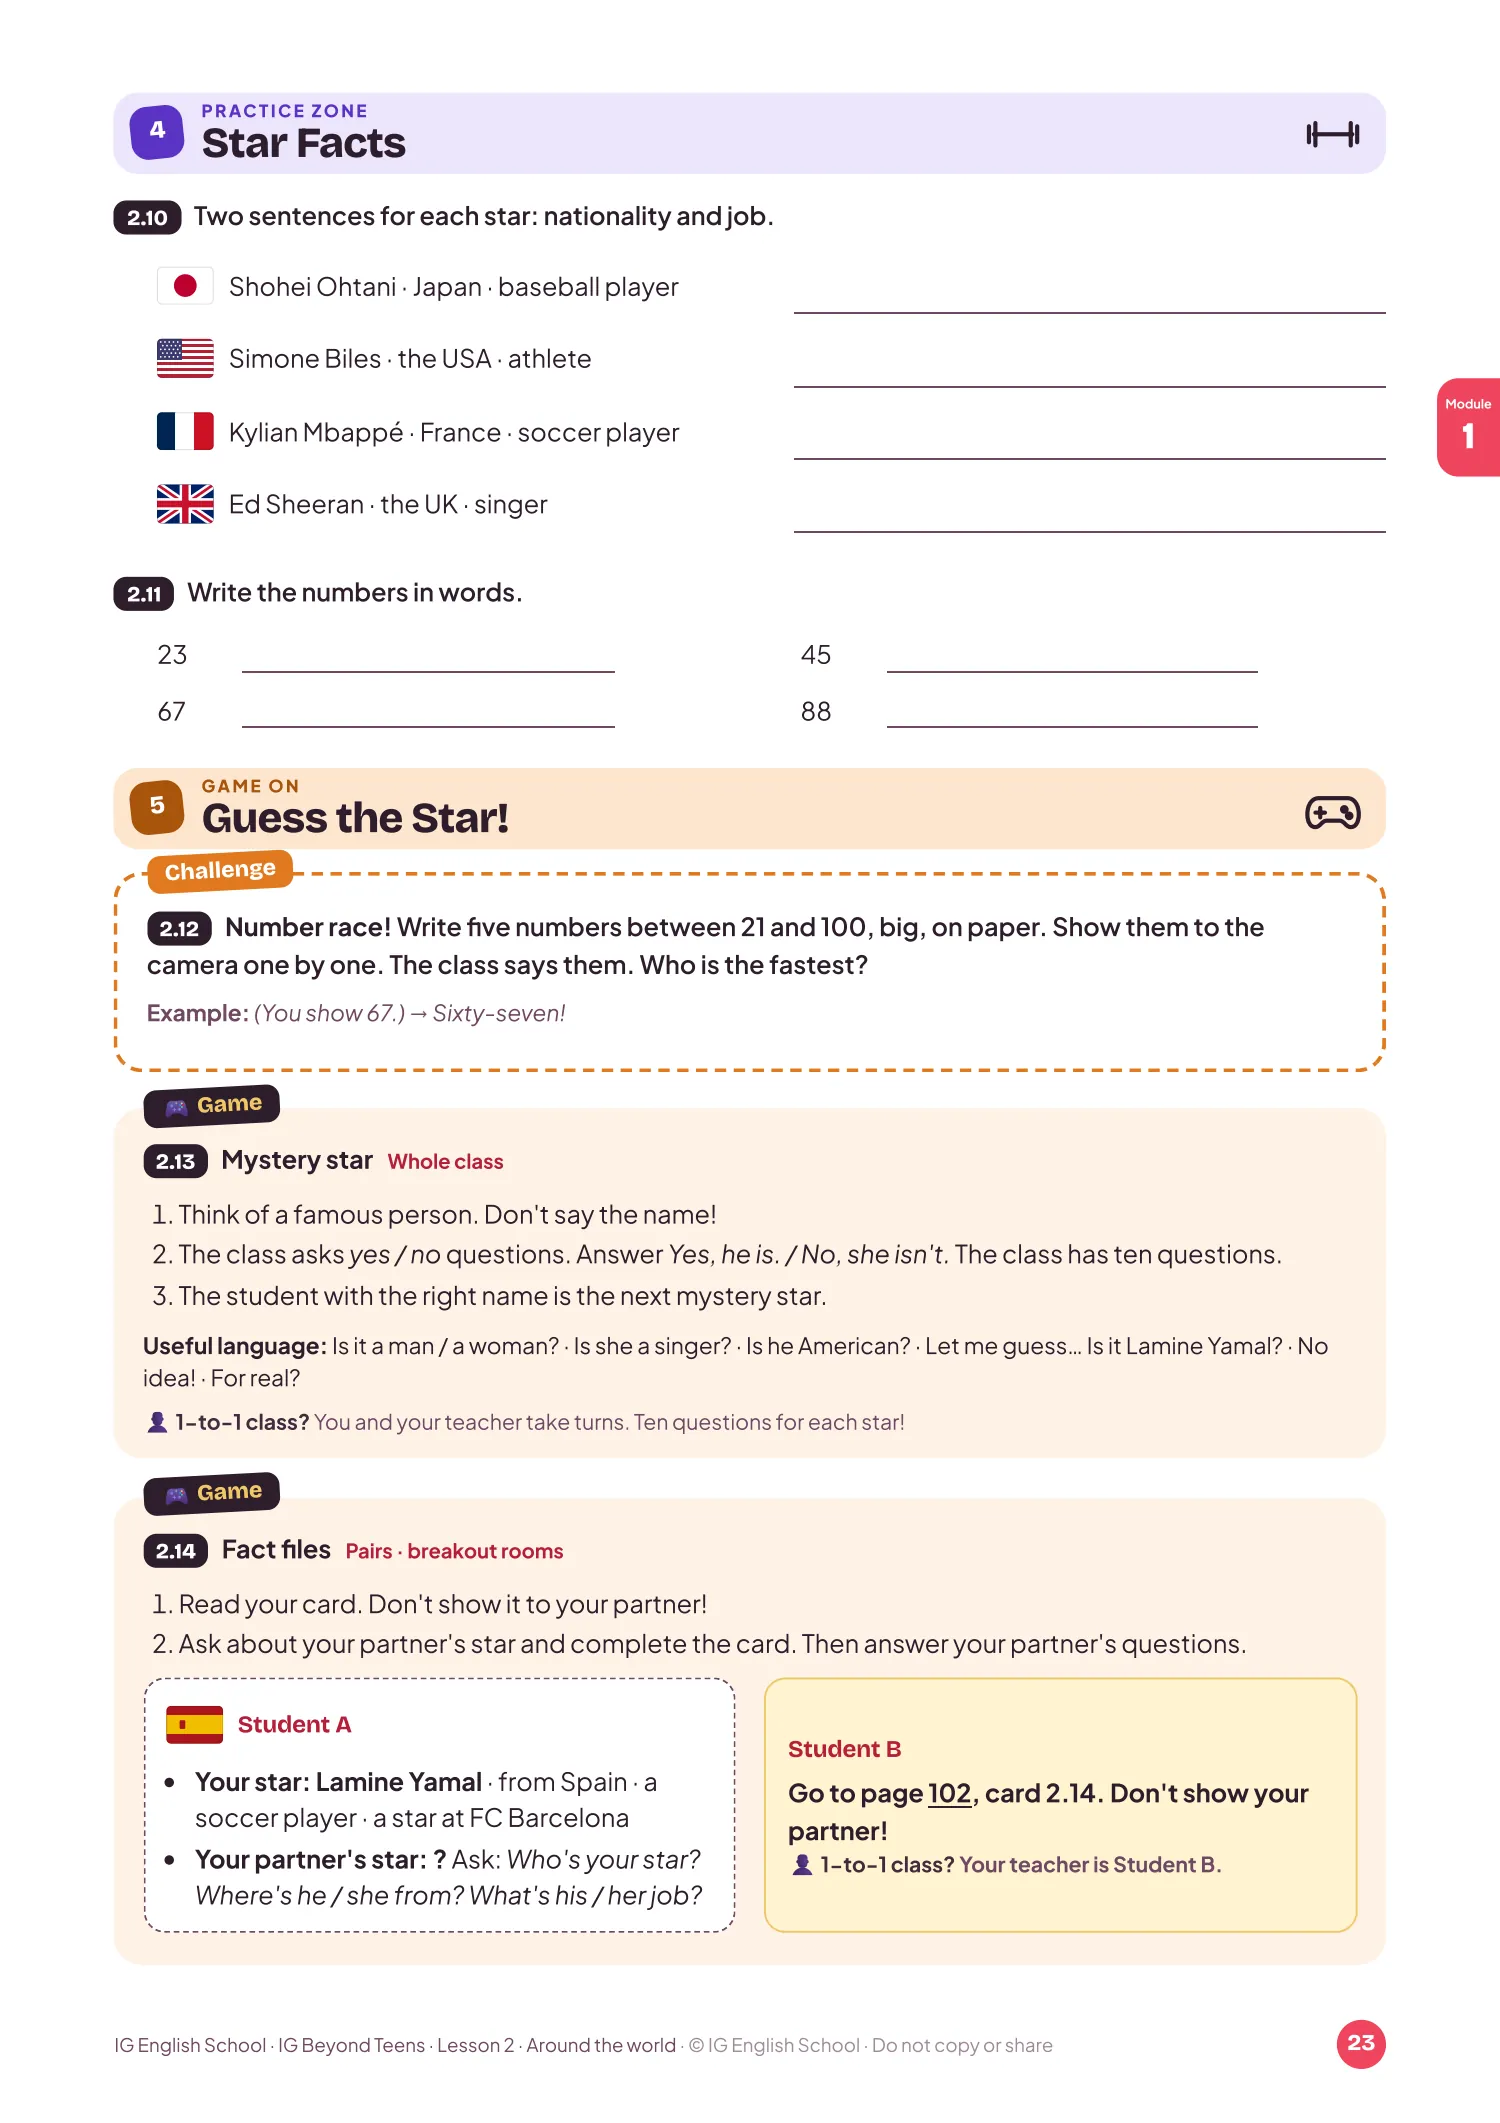 4
PRACTICE ZONE
Star Facts
2.10 Two sentences for each star: nationality and job.
Shohei Ohtani · Japan · baseball player
Simone Biles · the USA · athlete
Module
1
Kylian Mbappé · France · soccer player
Ed Sheeran · the UK · singer
2.11 Write the numbers in words.
23
45
67
88
5
GAME ON
Guess the Star!
Challenge
2.12 Number race! Write five numbers between 21 and 100, big, on paper. Show them to the
camera one by one. The class says them. Who is the fastest?
Example: (You show 67.) → Sixty-seven!
Game
2.13 Mystery star Whole class
1. Think of a famous person. Don't say the name!
2. The class asks yes / no questions. Answer Yes, he is. / No, she isn't. The class has ten questions.
3. The student with the right name is the next mystery star.
Useful language: Is it a man / a woman? · Is she a singer? · Is he American? · Let me guess... Is it Lamine Yamal? · No
idea! · For real?
1-to-1 class? You and your teacher take turns. Ten questions for each star!
Game
2.14 Fact files Pairs · breakout rooms
1. Read your card. Don't show it to your partner!
2. Ask about your partner's star and complete the card. Then answer your partner's questions.
Student A
• Your star: Lamine Yamal · from Spain · a
soccer player · a star at FC Barcelona
• Your partner's star: ? Ask: Who's your star?
Where's he / she from? What's his / her job?
Student B
Go to page 102, card 2.14. Don't show your
partner!
1-to-1 class? Your teacher is Student B.
IG English School · IG Beyond Teens · Lesson 2 · Around the world · © IG English School · Do not copy or share
23